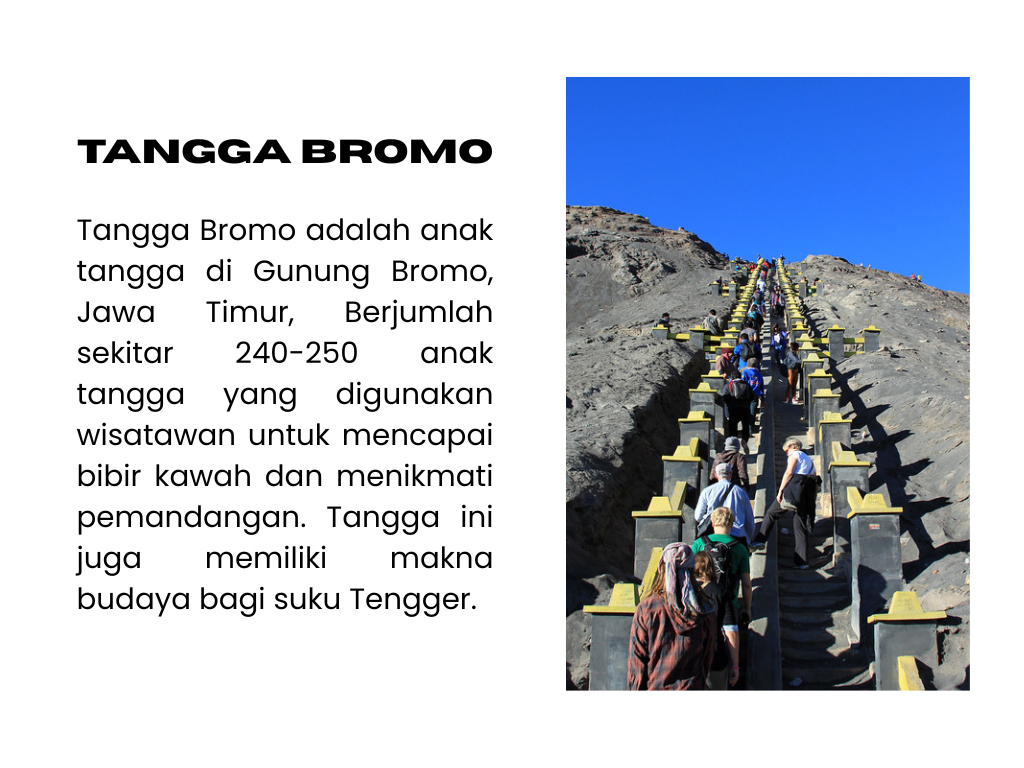 TANGGA BROMO
Tangga Bromo adalah anak
tangga di Gunung Bromo,
Jawa Timur, Berjumlah
sekitar 240-250 anak
tangga yang digunakan
wisatawan untuk mencapai
bibir kawah dan menikmati
pemandangan. Tangga ini
juga memiliki makna
budaya bagi suku Tengger.